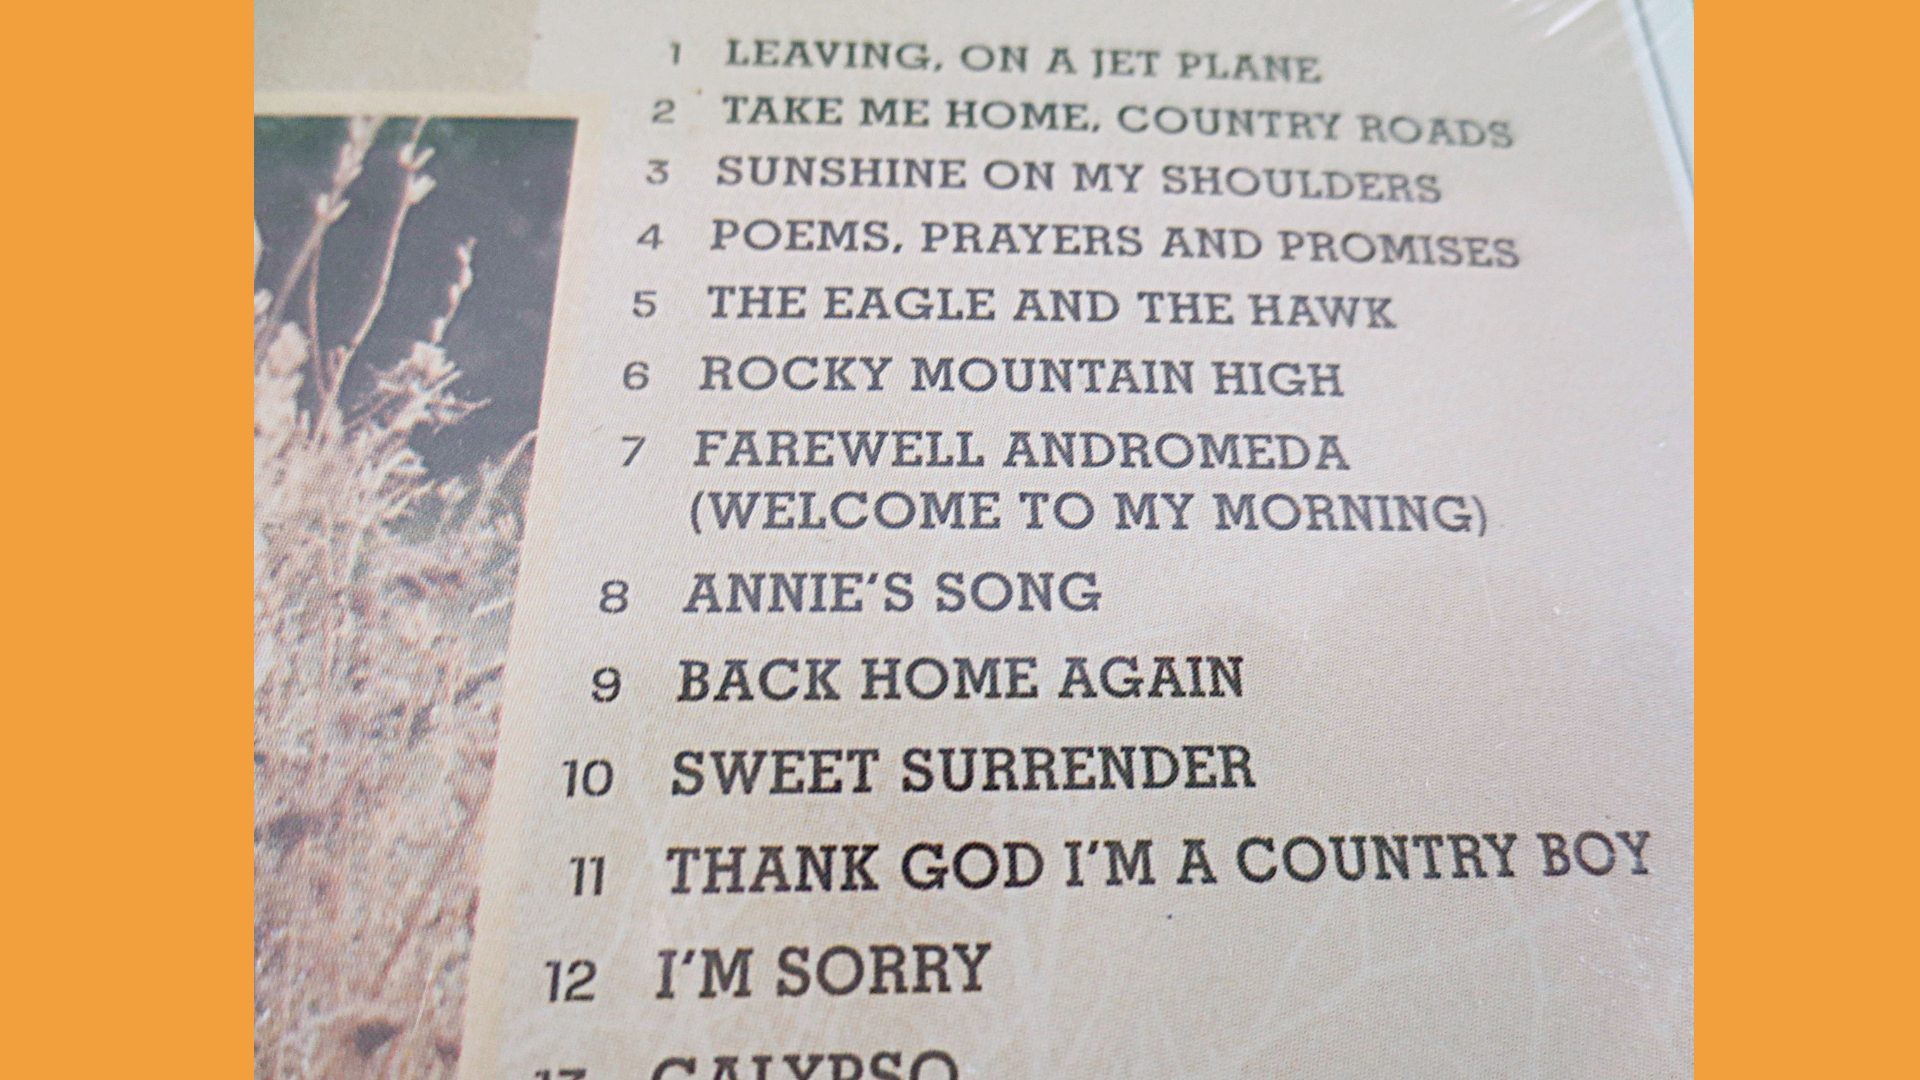 1 LEAVING, ON A JET PLANE
2 TAKE ME HOME, COUNTRY ROADS
3 SUNSHINE ON MY SHOULDERS
4 POEMS, PRAYERS AND PROMISES
5 THE EAGLE AND THE HAWK
6 ROCKY MOUNTAIN HIGH
7 FAREWELL ANDROMEDA
(WELCOME TO MY MORNING)
8 ANNIE'S SONG
9 BACK HOME AGAIN
10 SWEET SURRENDER
11 THANK GOD I'M A COUNTRY BOY
12 I'M SORRY
13 CALYPSO